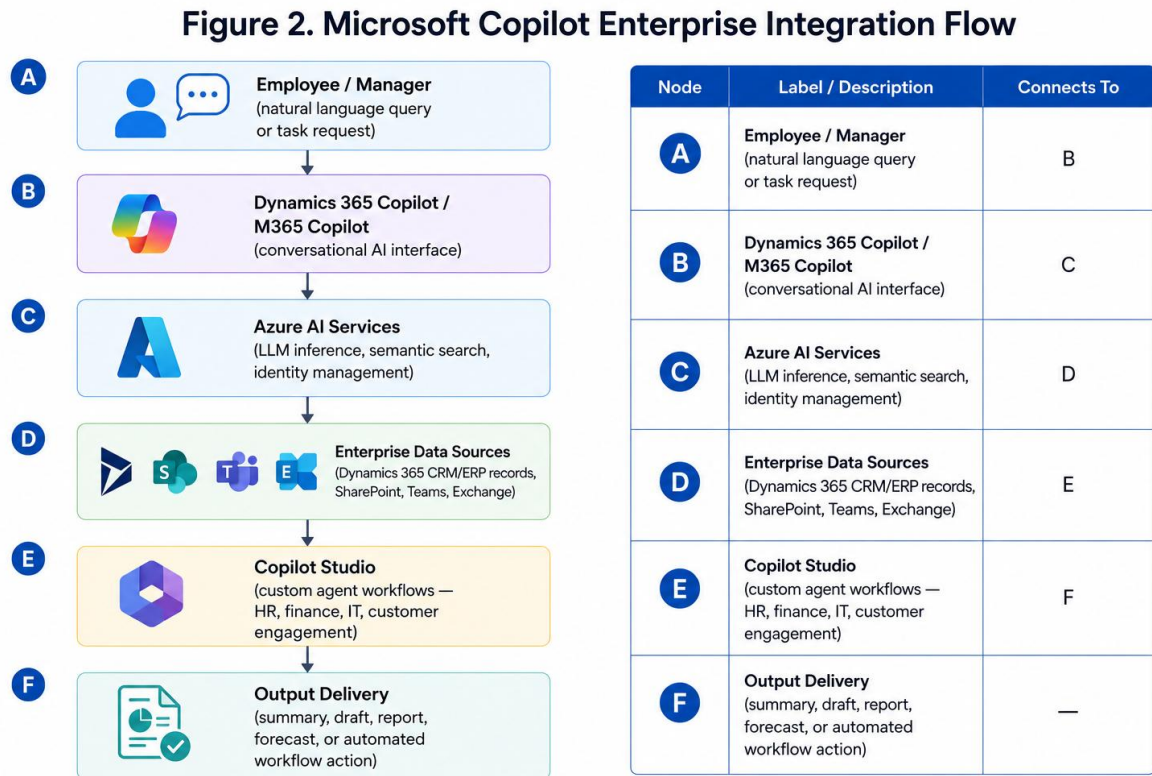 Figure 2. Microsoft Copilot Enterprise Integration Flow
A
Employee / Manager
(natural language query
or task request)
B
Dynamics 365 Copilot /
M365 Copilot
(conversational AI interface)
C
Azure AI Services
(LLM inference, semantic search,
identity management)
D
S
T
E
Enterprise Data Sources
(Dynamics 365 CRM/ERP records,
SharePoint, Teams, Exchange)
E
Copilot Studio
(custom agent workflows —
HR, finance, IT, customer
engagement)
F
Output Delivery
(summary, draft, report,
forecast, or automated
workflow action)
Node Label / Description Connects To
A
Employee / Manager
(natural language query
or task request)
B
B
Dynamics 365 Copilot /
M365 Copilot
(conversational AI interface)
C
C
Azure AI Services
(LLM inference, semantic search,
identity management)
D
D
Enterprise Data Sources
(Dynamics 365 CRM/ERP records,
SharePoint, Teams, Exchange)
E
E
Copilot Studio
(custom agent workflows —
HR, finance, IT, customer
engagement)
F
F
Output Delivery
(summary, draft, report,
forecast, or automated
workflow action)
—